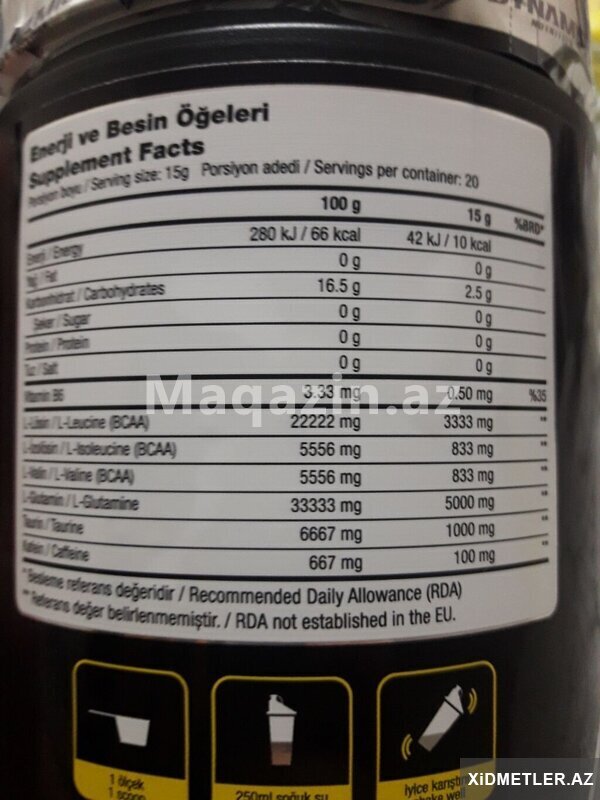 DYNAM
Enerji ve Besin Öğeleri
Supplement Facts
Porsiyon boyu / Serving size: 15g Porsiyon adedi / Servings per container: 20
100 g 15 g %BRD*
Enerji / Energy 280 kJ / 66 kcal 42 kJ / 10 kcal
Yağ / Fat 0 g 0 g
Karbonhidrat / Carbohydrates 16.5 g 2.5 g
Şeker / Sugar 0 g 0 g
Protein / Protein 0 g 0 g
Tuz / Salt 0 g 0 g
Vitamin B6 3.33 mg 0.50 mg %35
L-Lösin / L-Leucine (BCAA) 22222 mg 3333 mg **
L-İzolösin / L-Isoleucine (BCAA) 5556 mg 833 mg **
L-Valin / L-Valine (BCAA) 5556 mg 833 mg **
L-Glutamin / L-Glutamine 33333 mg 5000 mg **
Taurin / Taurine 6667 mg 1000 mg **
Kafein / Caffeine 667 mg 100 mg **
* Besleme referans değeridir / Recommended Daily Allowance (RDA)
** Referans değer belirlenmemiştir. / RDA not established in the EU.
Maqazin.az
1 ölçek
1 scoop
250ml soğuk su
iyice karıştır
shake well
XiDMETLER.AZ